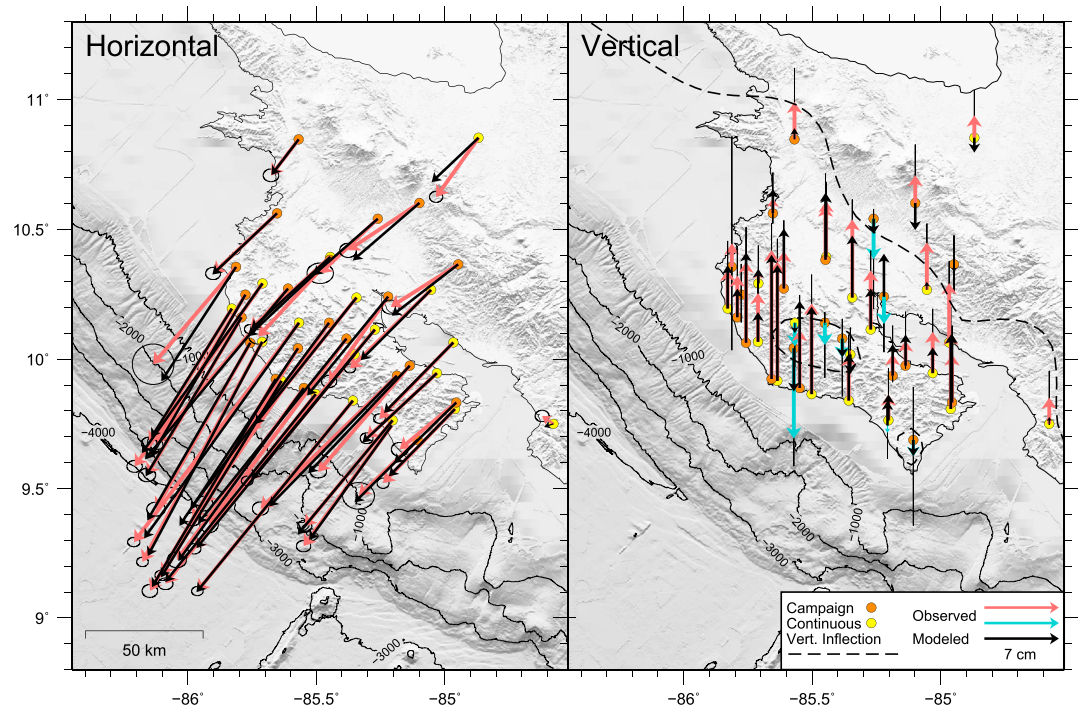 Horizontal
Vertical
11°
10.5°
10°
9.5°
9°
−2000
−1000
−4000
−1000
−3000
−3000
50 km
−2000
−1000
−4000
−2000
−1000
−3000
Campaign
Continuous
Vert. Inflection
Observed
Modeled
7 cm
−86°
−85.5°
−85°
−86°
−85.5°
−85°